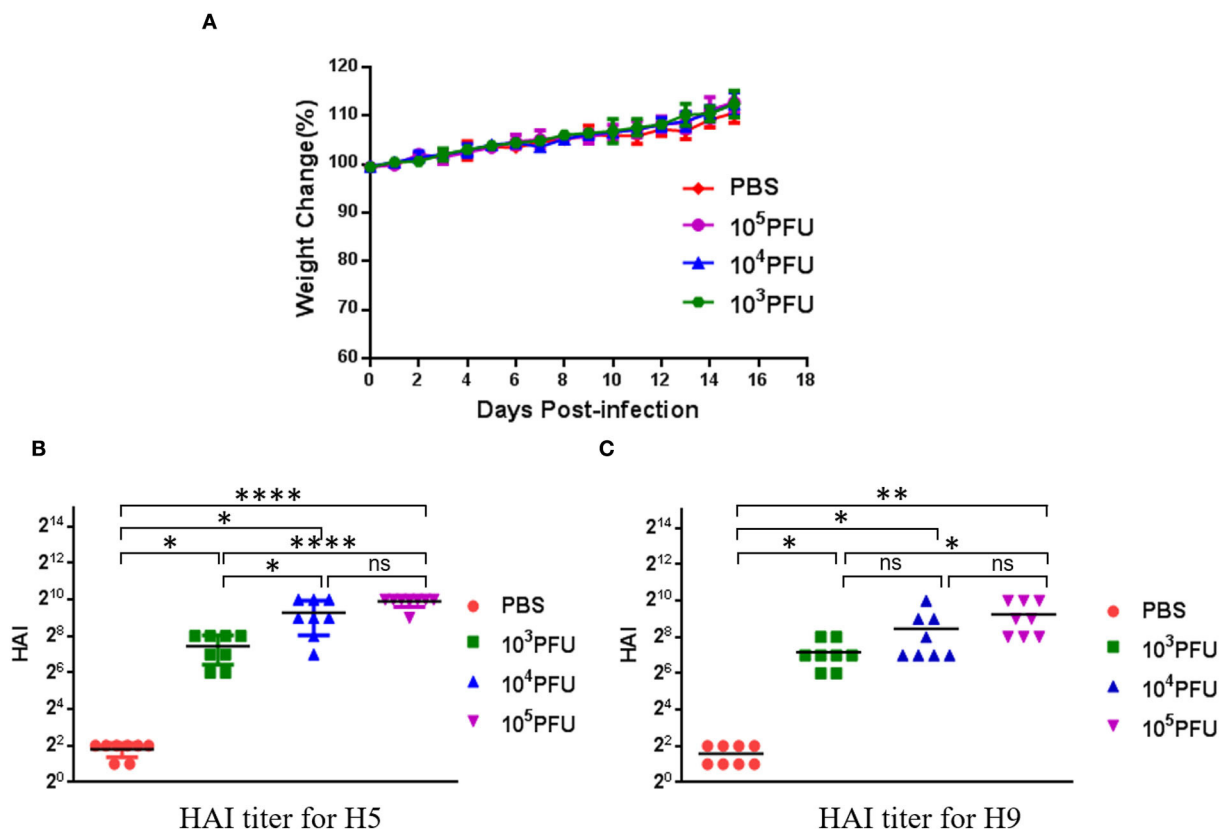 A
120
110
100
90
80
70
60
Weight Change(%)
0 2 4 6 8 10 12 14 16 18
Days Post-infection
PBS
10⁵PFU
10⁴PFU
10³PFU
B
****
*
* ****
* ns
2¹⁴
2¹²
2¹⁰
2⁸
2⁶
2⁴
2²
2⁰
HAI
PBS
10³PFU
10⁴PFU
10⁵PFU
HAI titer for H5
C
**
*
* *
ns ns
2¹⁴
2¹²
2¹⁰
2⁸
2⁶
2⁴
2²
2⁰
HAI
PBS
10³PFU
10⁴PFU
10⁵PFU
HAI titer for H9